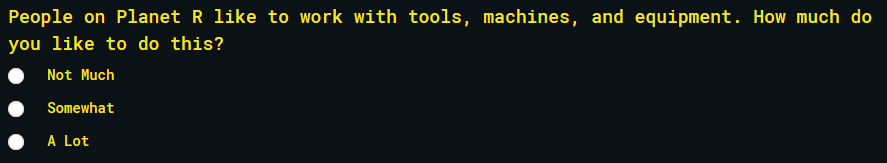 People on Planet R like to work with tools, machines, and equipment. How much do
you like to do this?
Not Much
Somewhat
A Lot